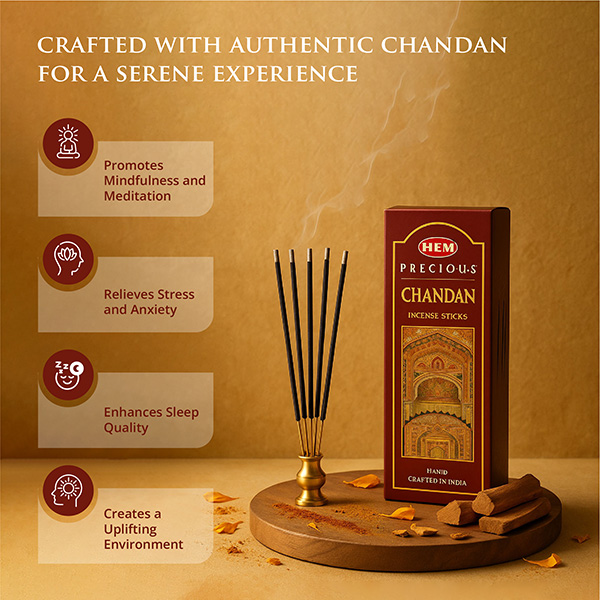 CRAFTED WITH AUTHENTIC CHANDAN
FOR A SERENE EXPERIENCE
Promotes
Mindfulness and
Meditation
Relieves Stress
and Anxiety
Enhances Sleep
Quality
Creates a
Uplifting
Environment
HEM
PRECIOUS
CHANDAN
INCENSE STICKS
HANID
CRAFTED IN INDIA